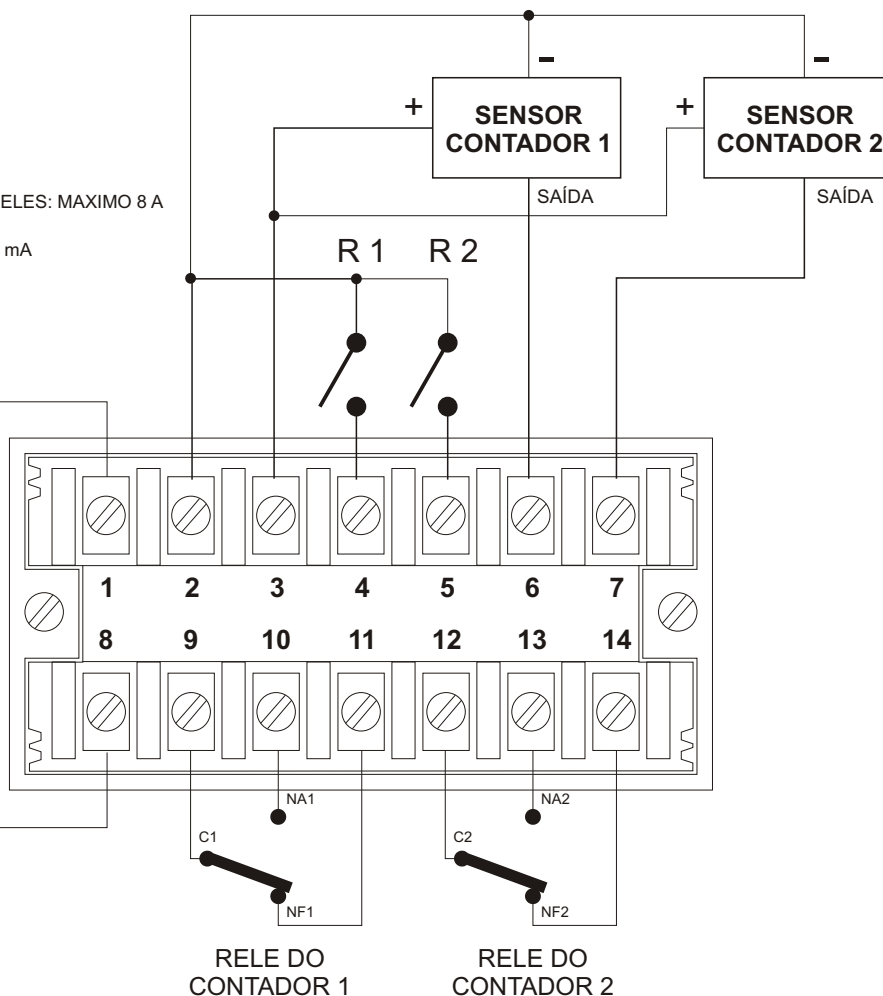 -
-
+
SENSOR
CONTADOR 1
+
SENSOR
CONTADOR 2
SAÍDA
SAÍDA
ELES: MAXIMO 8 A
mA
R 1
R 2
1 2 3 4 5 6 7
8 9 10 11 12 13 14
NA1
NA2
C1
C2
NF1
NF2
RELE DO
CONTADOR 1
RELE DO
CONTADOR 2